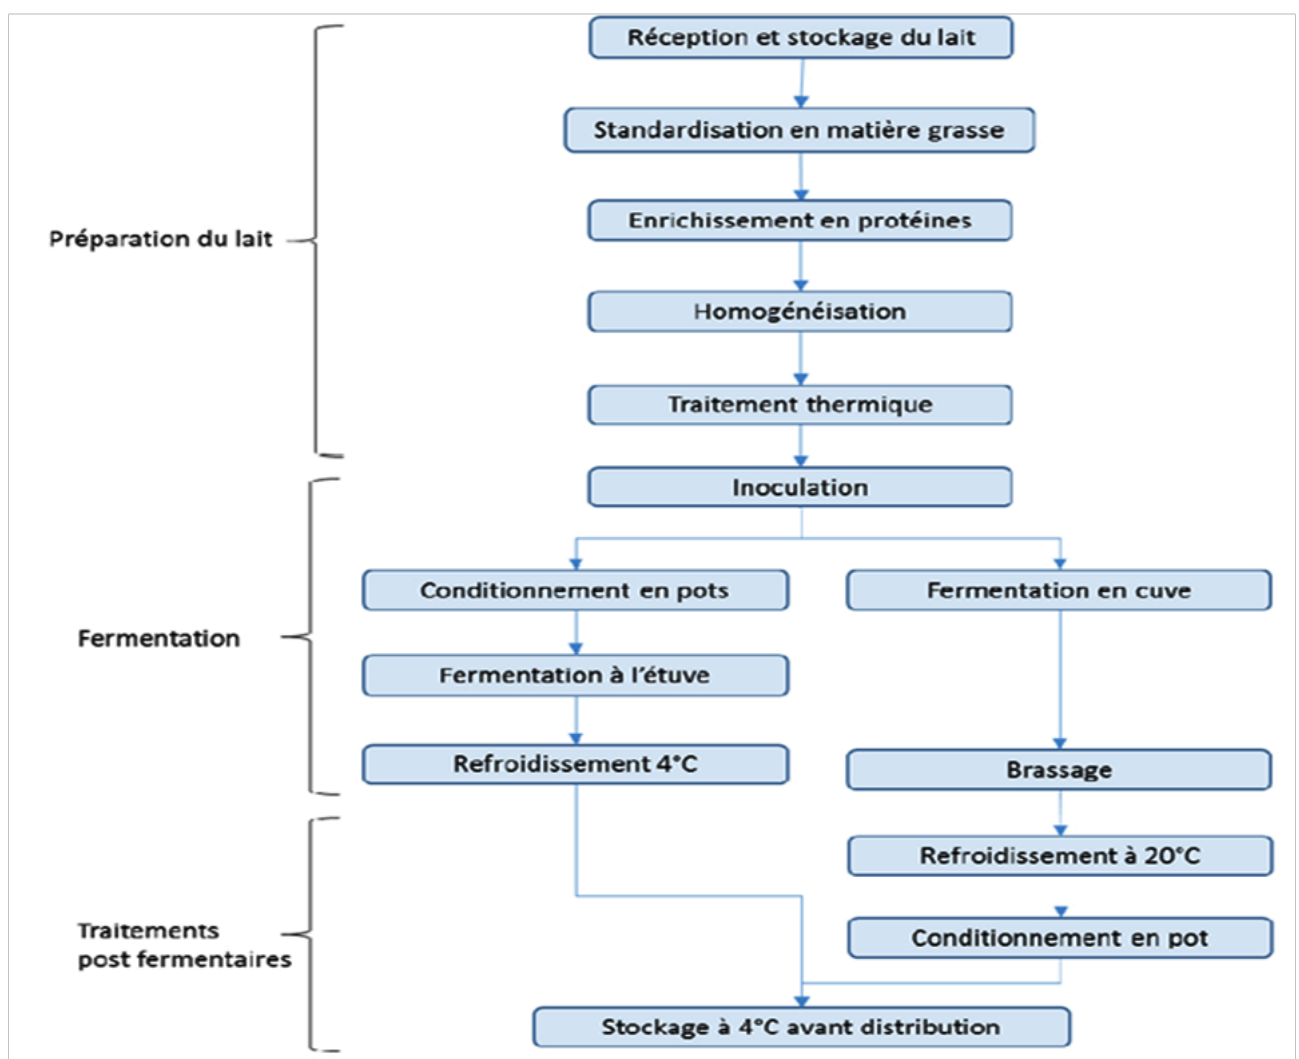 Réception et stockage du lait
Standardisation en matière grasse
Enrichissement en protéines
Préparation du lait
Homogénéisation
Traitement thermique
Inoculation
Conditionnement en pots
Fermentation en cuve
Fermentation
Fermentation à l'étuve
Refroidissement 4°C
Brassage
Refroidissement à 20°C
Traitements
post fermentaires
Conditionnement en pot
Stockage à 4°C avant distribution